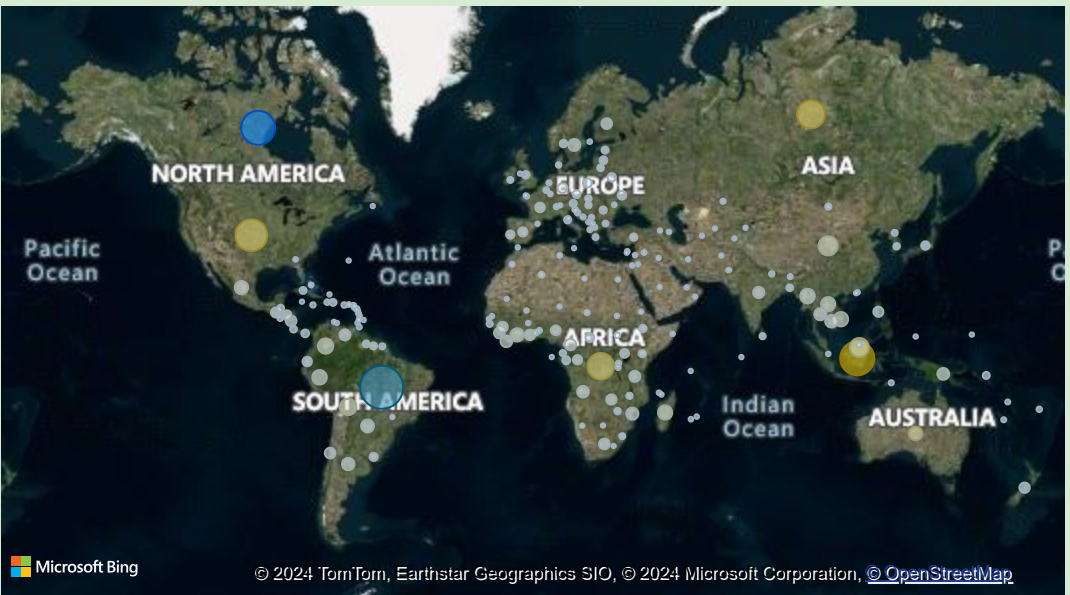 NORTH AMERICA
EUROPE
ASIA
Pacific
Ocean
Atlantic
Ocean
P
O
AFRICA
SOUTH AMERICA
Indian
Ocean
AUSTRALIA
Microsoft Bing
© 2024 TomTom, Earthstar Geographics SIO, © 2024 Microsoft Corporation, © OpenStreetMap